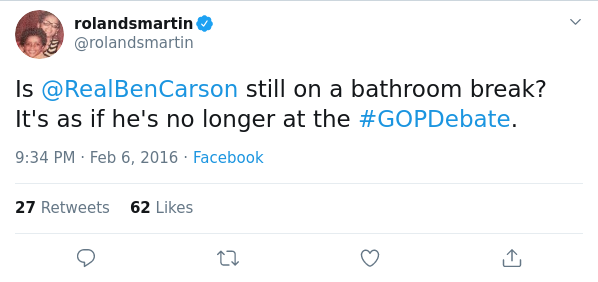 rolandsmartin
@rolandsmartin
Is @RealBenCarson still on a bathroom break?
It's as if he's no longer at the #GOPDebate.
9:34 PM · Feb 6, 2016 · Facebook
27 Retweets 62 Likes